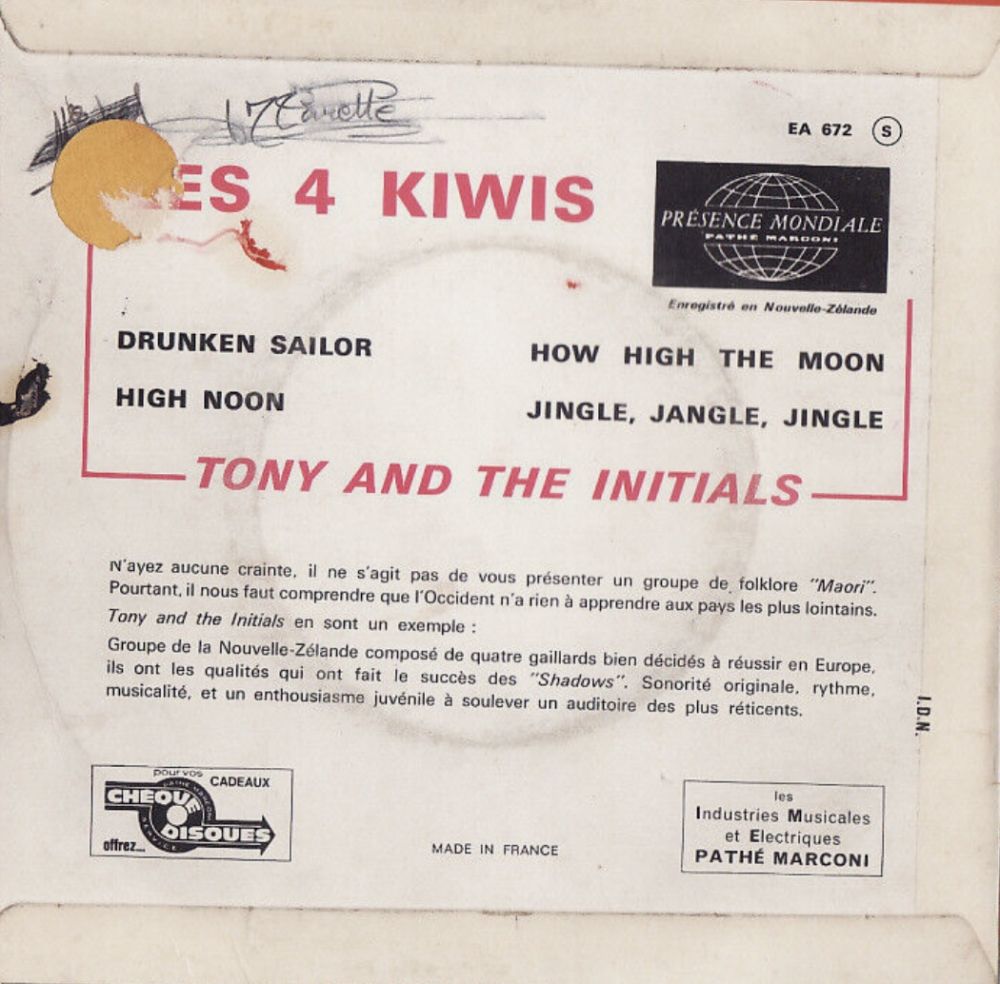 EA 672 S
ES 4 KIWIS
PRÉSENCE MONDIALE
PATHÉ MARCONI
Enregistré en Nouvelle-Zélande
DRUNKEN SAILOR
HOW HIGH THE MOON
HIGH NOON
JINGLE, JANGLE, JINGLE
TONY AND THE INITIALS
N'ayez aucune crainte, il ne s'agit pas de vous présenter un groupe de folklore "Maori".
Pourtant, il nous faut comprendre que l'Occident n'a rien à apprendre aux pays les plus lointains.
Tony and the Initials en sont un exemple :
Groupe de la Nouvelle-Zélande composé de quatre gaillards bien décidés à réussir en Europe,
ils ont les qualités qui ont fait le succès des "Shadows". Sonorité originale, rythme,
musicalité, et un enthousiasme juvénile à soulever un auditoire des plus réticents.
I.D.N.
pour vos
CADEAUX
PATHÉ MARCONI
CHEQUE
DISQUES
SERVICE
offrez...
MADE IN FRANCE
les
Industries Musicales
et Electriques
PATHÉ MARCONI